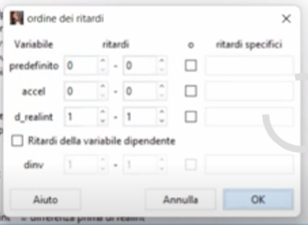 ordine dei ritardi
Variabile ritardi o ritardi specifici
predefinito 0 - 0
accel 0 - 0
d_realint 1 - 1
Ritardi della variabile dipendente
dinv 1 - 1
Aiuto Annulla OK
= differenza prima di realint